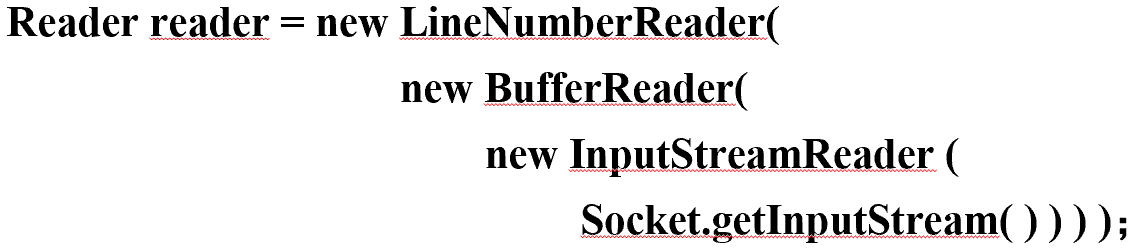 Reader reader = new LineNumberReader(
new BufferReader(
new InputStreamReader (
Socket.getInputStream( ) ) ) ) ;